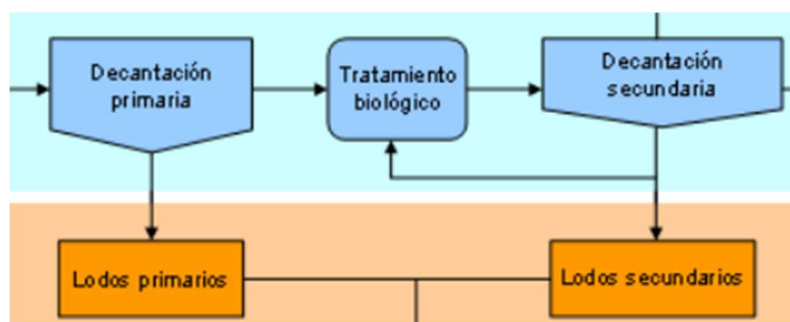 Decantación
primaria
Tratamiento
biológico
Decantación
secundaria
Lodos primarios
Lodos secundarios